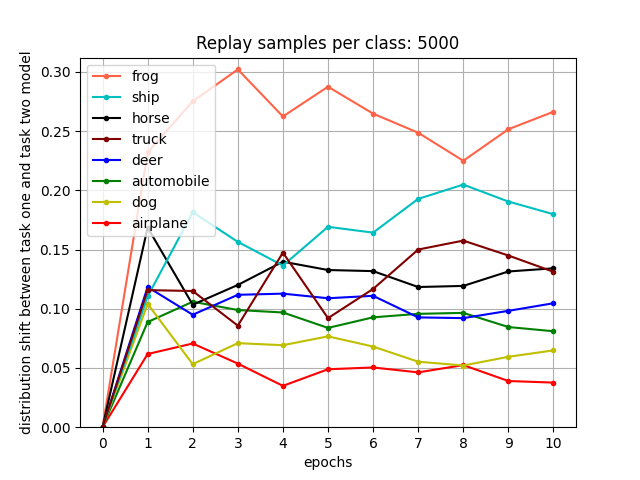 Replay samples per class: 5000
distribution shift between task one and task two model
0.30
0.25
0.20
0.15
0.10
0.05
0.00
frog
ship
horse
truck
deer
automobile
dog
airplane
0 1 2 3 4 5 6 7 8 9 10
epochs